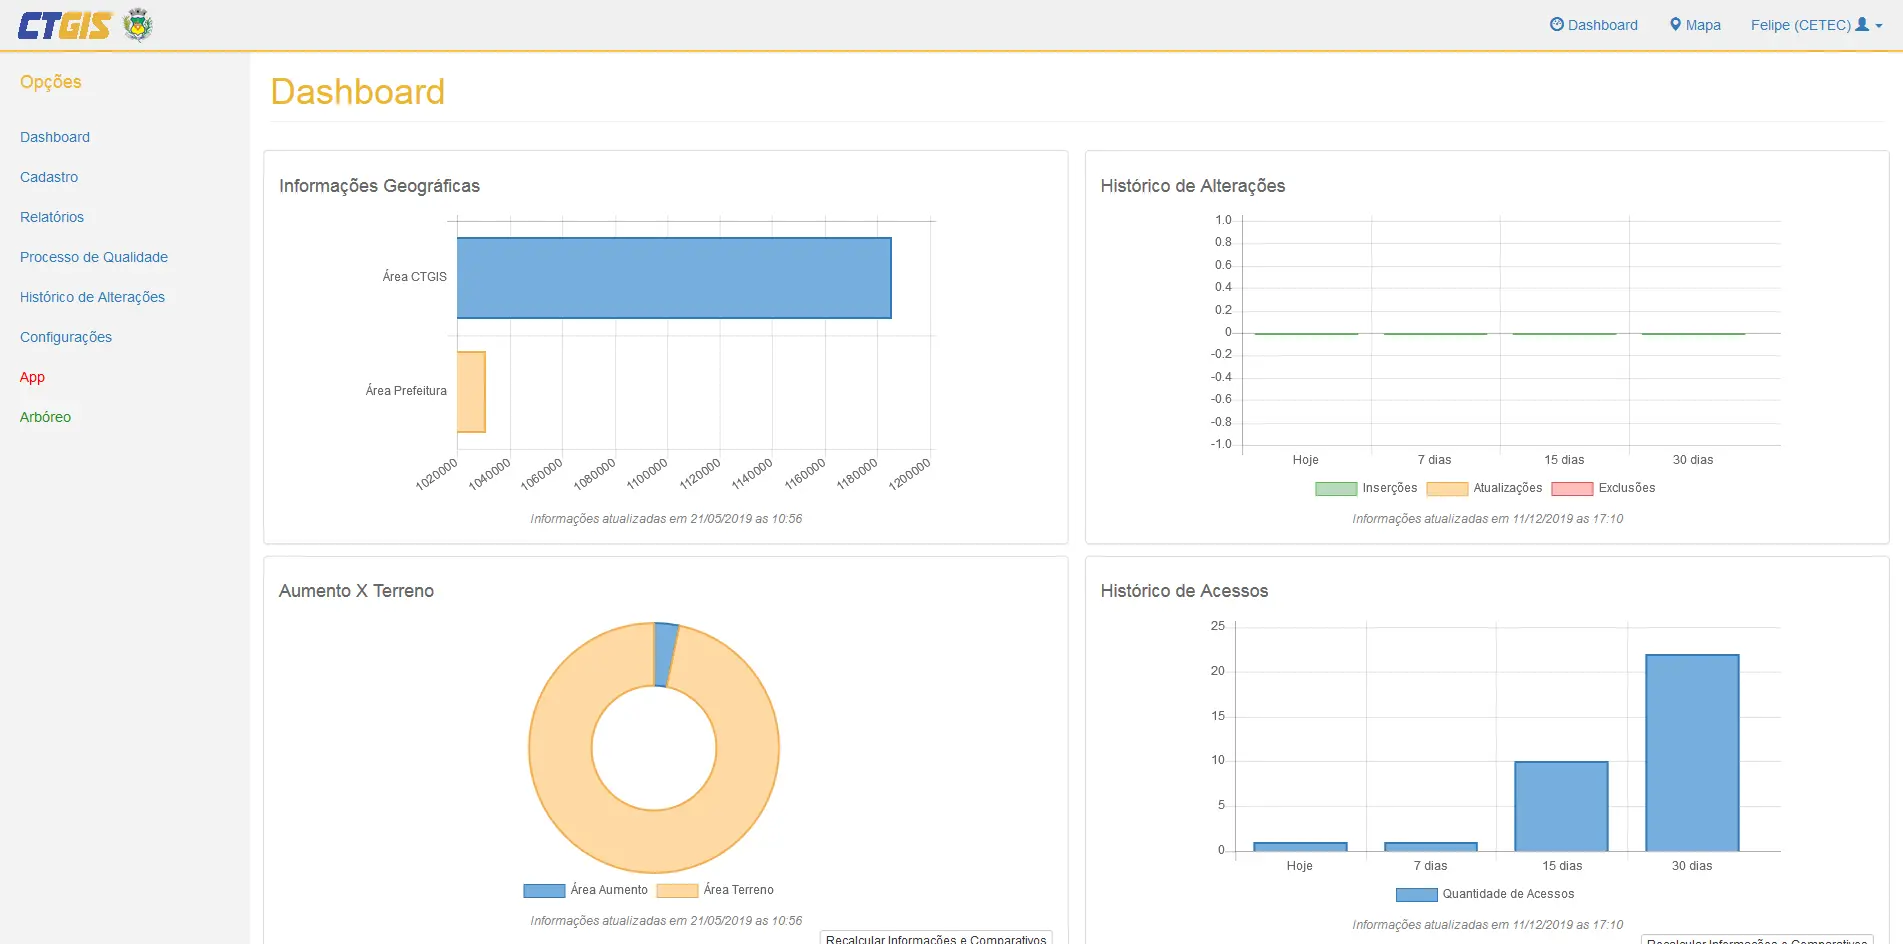 CTGIS
Dashboard
Mapa
Felipe (CETEC)
Opções
Dashboard
Cadastro
Relatórios
Processo de Qualidade
Histórico de Alterações
Configurações
App
Arbóreo
Dashboard
Informações Geográficas
Área CTGIS
Área Prefeitura
1020000 1040000 1060000 1080000 1100000 1120000 1140000 1160000 1180000 1200000
Informações atualizadas em 21/05/2019 as 10:56
Histórico de Alterações
1.0
0.8
0.6
0.4
0.2
0
-0.2
-0.4
-0.6
-0.8
-1.0
Hoje 7 dias 15 dias 30 dias
Inserções Atualizações Exclusões
Informações atualizadas em 11/12/2019 as 17:10
Aumento X Terreno
Área Aumento Área Terreno
Informações atualizadas em 21/05/2019 as 10:56
Recalcular Informações e Comparativos
Histórico de Acessos
25
20
15
10
5
0
Hoje 7 dias 15 dias 30 dias
Quantidade de Acessos
Informações atualizadas em 11/12/2019 as 17:10
Recalcular Informações e Comparativos